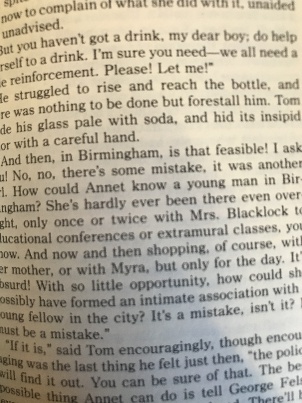 now to complain of what she did with it, unaided
unadvised.
But you haven't got a drink, my dear boy; do help
rself to a drink. I'm sure you need—we all need a
e reinforcement. Please! Let me!"
He struggled to rise and reach the bottle, and
re was nothing to be done but forestall him. Tom
de his glass pale with soda, and hid its insipid
or with a careful hand.
And then, in Birmingham, is that feasible! I ask
u! No, no, there's some mistake, it was another
l. How could Annet know a young man in Bir-
ingham? She's hardly ever been there even over-
ght, only once or twice with Mrs. Blacklock to
ducational conferences or extramural classes, you
now. And now and then shopping, of course, with
er mother, or with Myra, but only for the day. It's
bsurd! With so little opportunity, how could sh
ossibly have formed an intimate association with
oung fellow in the city? It's a mistake, isn't it?
must be a mistake."
"If it is," said Tom encouragingly, though encou
aging was the last thing he felt just then, "the polic
will find it out. You can be sure of that. The be
possible thing Annet can do is tell George Fel
There'll